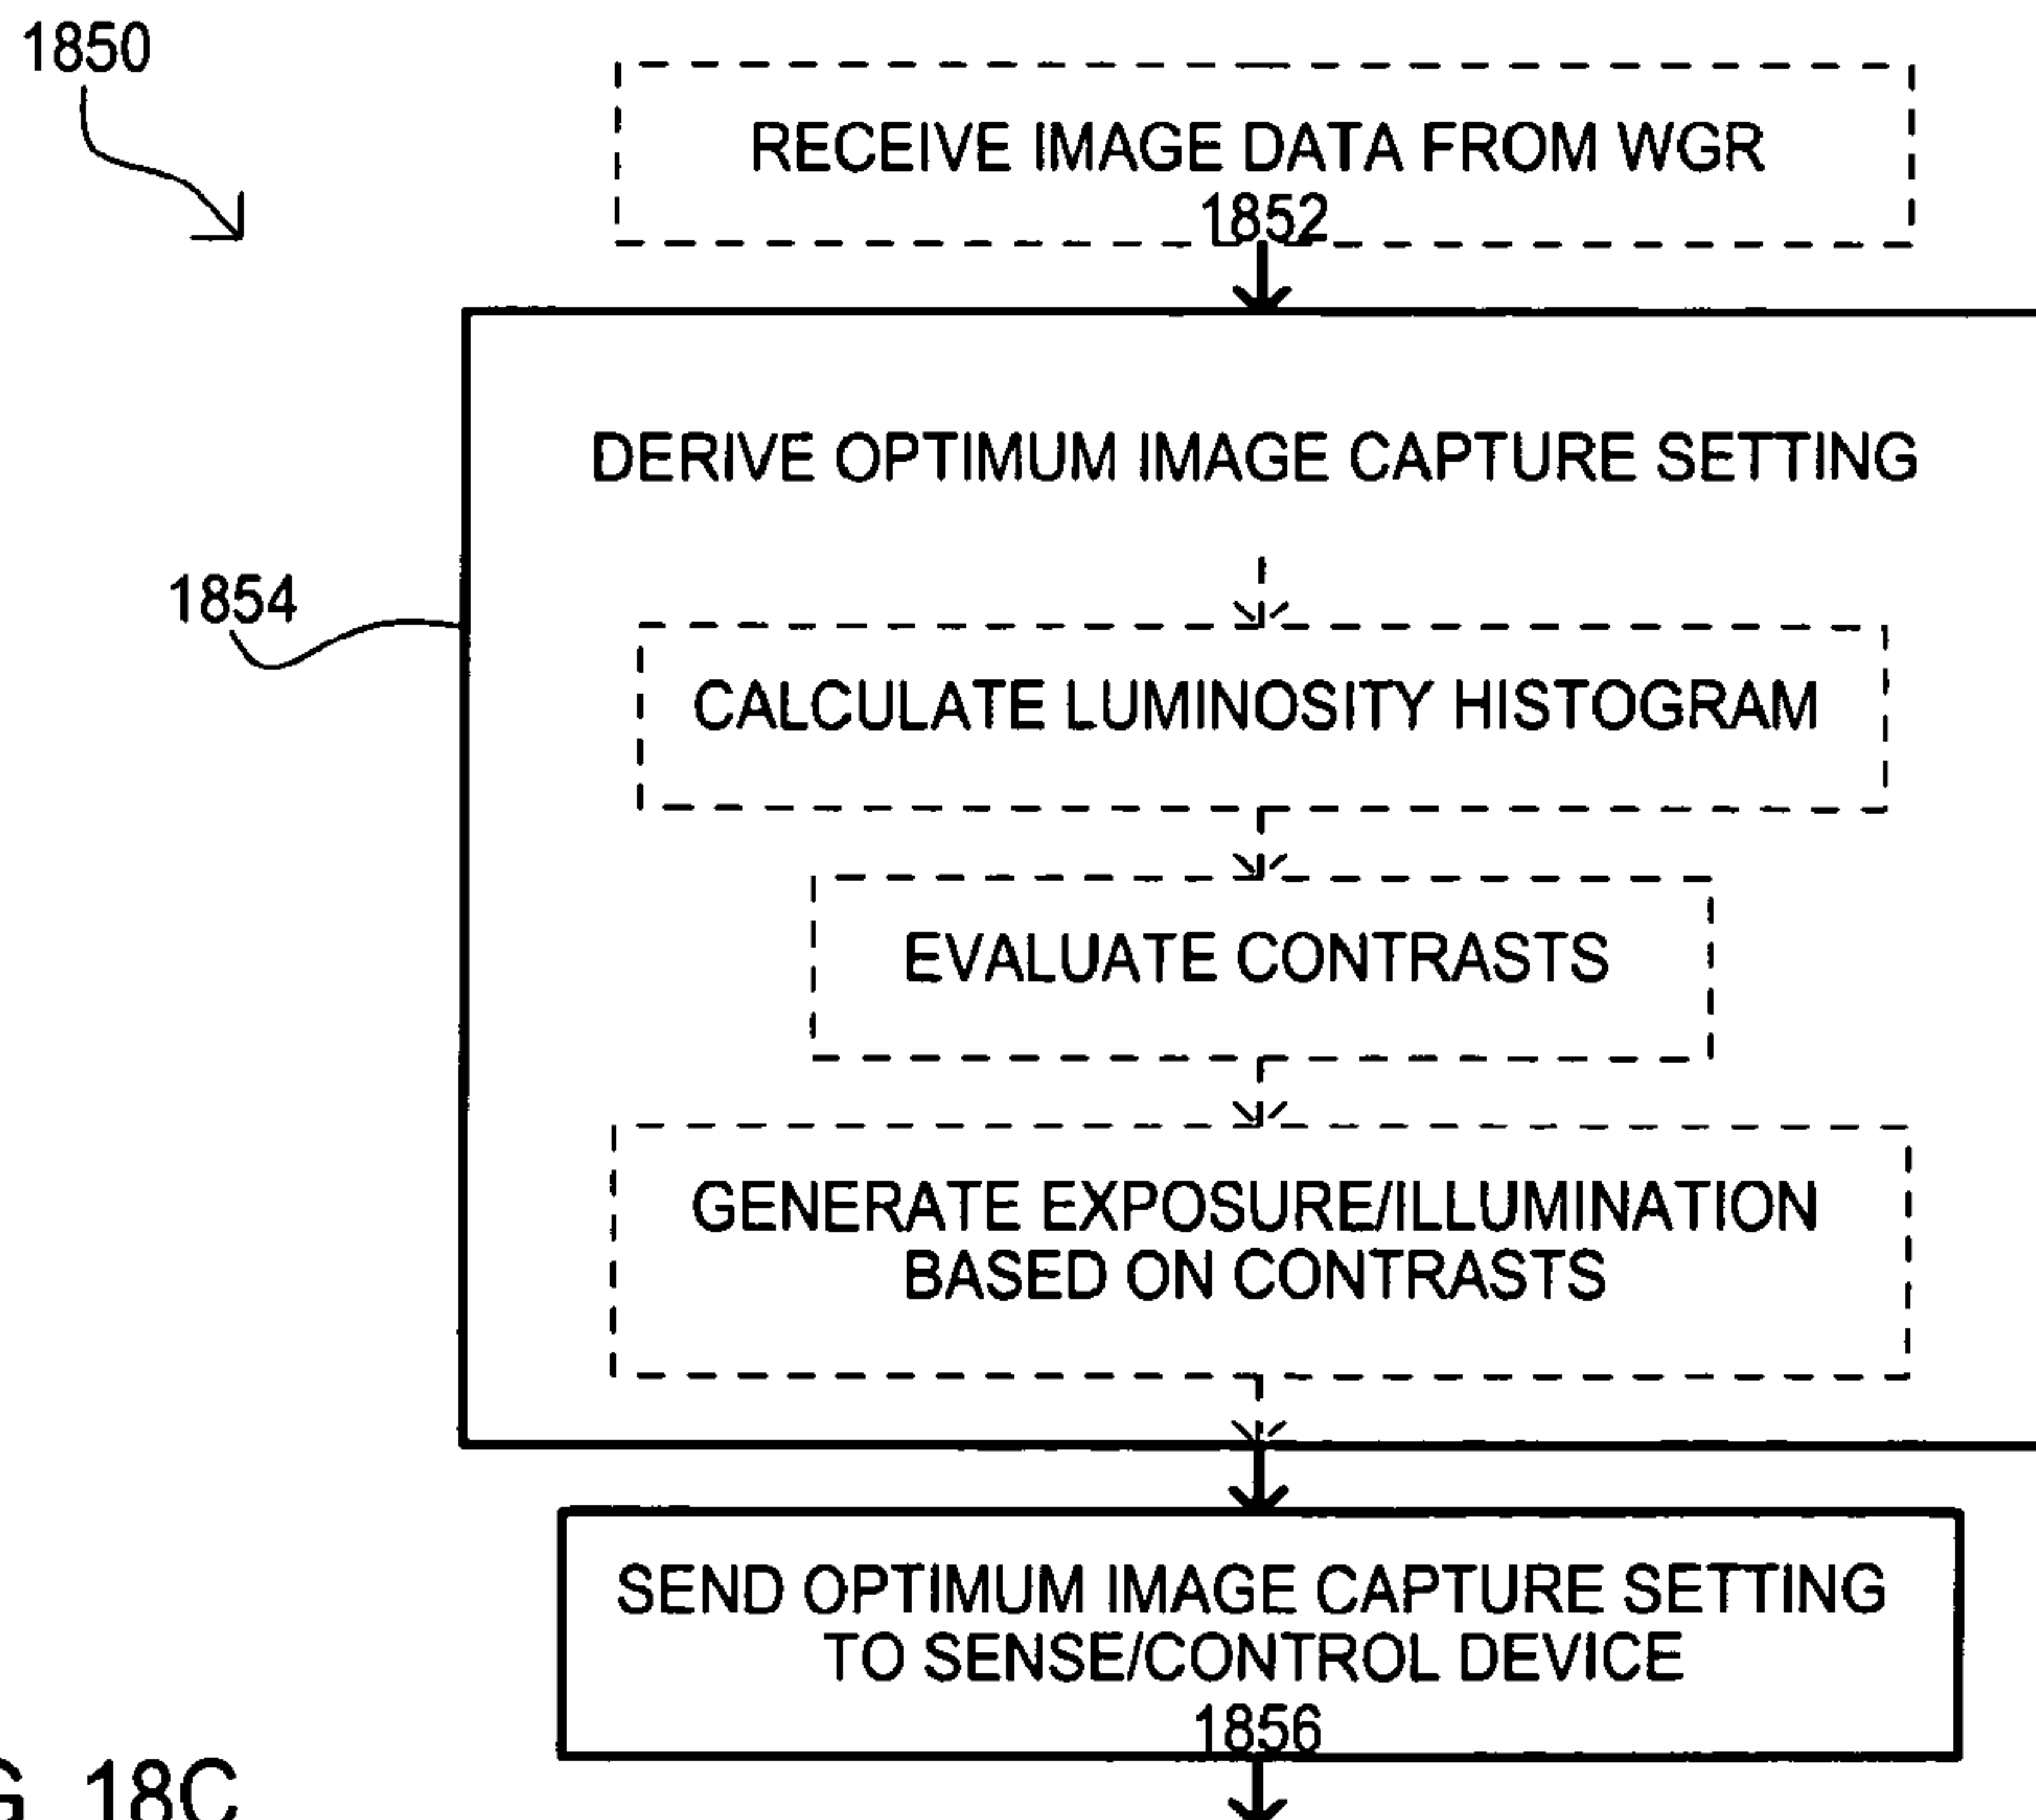 1850
RECEIVE IMAGE DATA FROM WGR
1852
DERIVE OPTIMUM IMAGE CAPTURE SETTING
1854
CALCULATE LUMINOSITY HISTOGRAM
EVALUATE CONTRASTS
GENERATE EXPOSURE/ILLUMINATION
BASED ON CONTRASTS
SEND OPTIMUM IMAGE CAPTURE SETTING
TO SENSE/CONTROL DEVICE
1856
18C